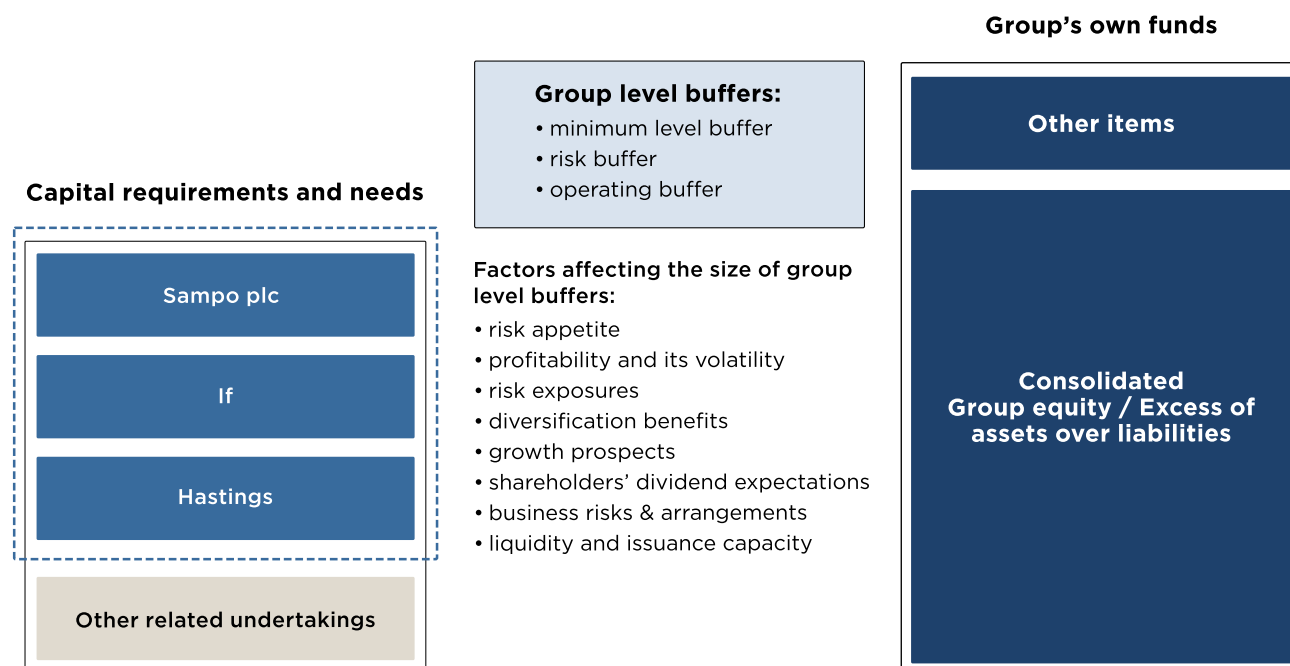 Capital requirements and needs
Sampo plc
If
Hastings
Other related undertakings
Group level buffers:
• minimum level buffer
• risk buffer
• operating buffer
Factors affecting the size of group
level buffers:
• risk appetite
• profitability and its volatility
• risk exposures
• diversification benefits
• growth prospects
• shareholders’ dividend expectations
• business risks & arrangements
• liquidity and issuance capacity
Group’s own funds
Other items
Consolidated
Group equity / Excess of
assets over liabilities